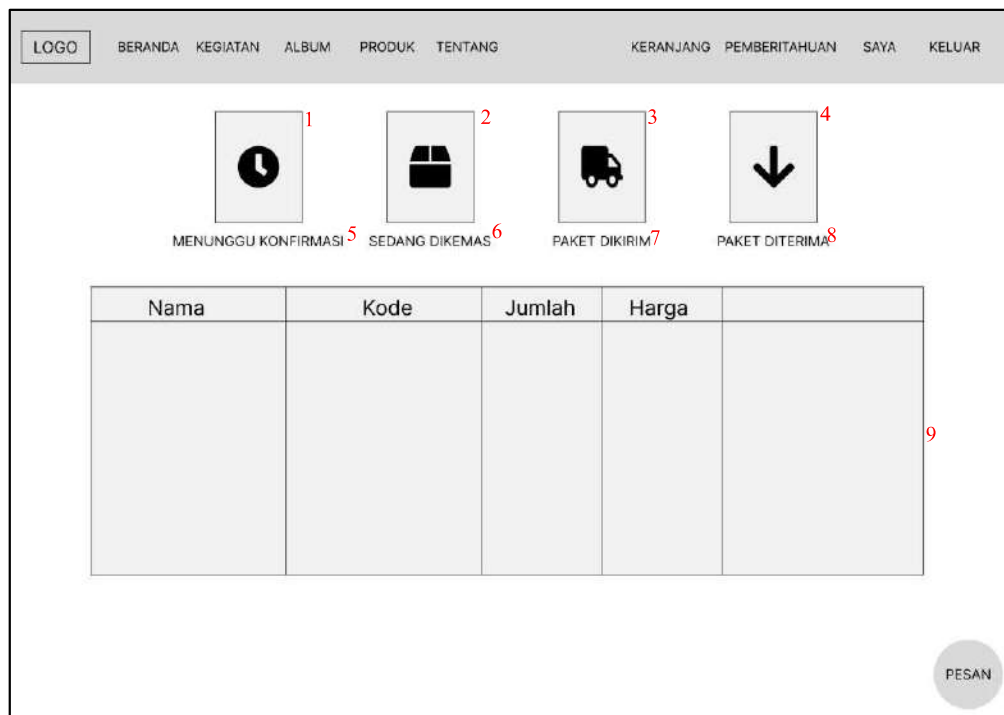 LOGO BERANDA KEGIATAN ALBUM PRODUK TENTANG KERANJANG PEMBERITAHUAN SAYA KELUAR
1 2 3 4
MENUNGGU KONFIRMASI 5 SEDANG DIKEMAS 6 PAKET DIKIRIM 7 PAKET DITERIMA 8
Nama Kode Jumlah Harga
9
PESAN